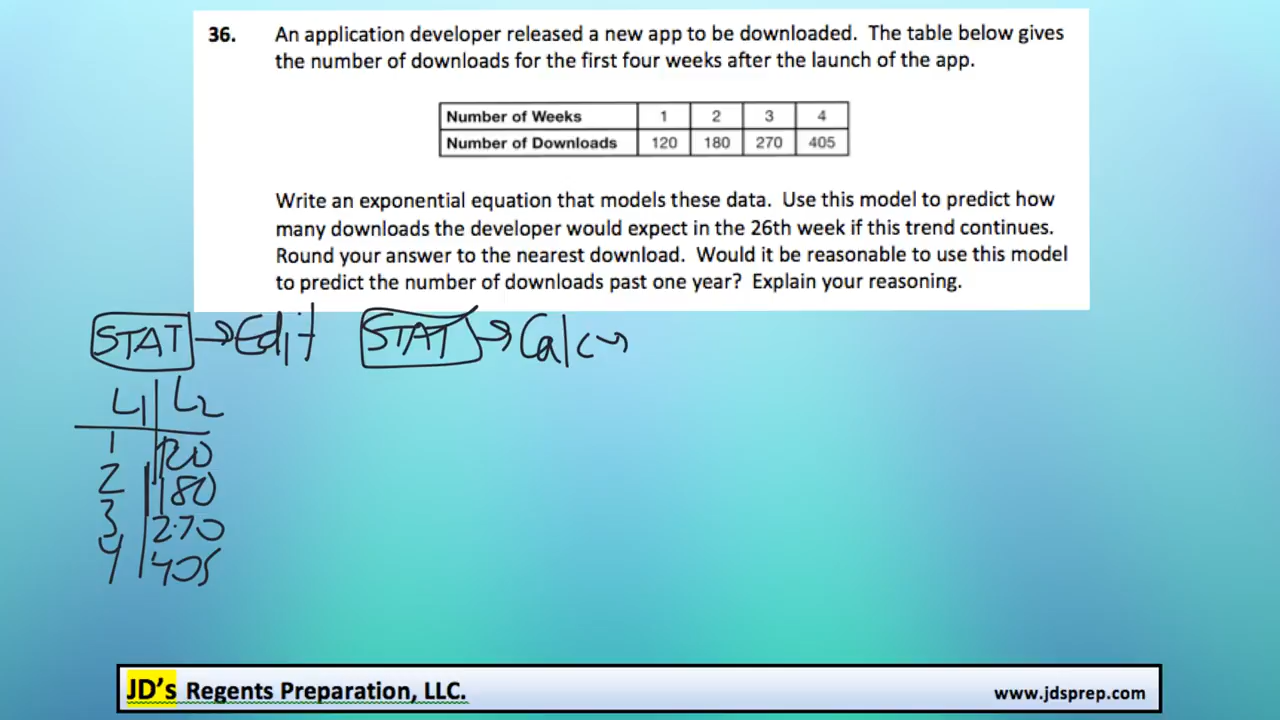 36. An application developer released a new app to be downloaded. The table below gives
the number of downloads for the first four weeks after the launch of the app.
Number of Weeks 1 2 3 4
Number of Downloads 120 180 270 405
Write an exponential equation that models these data. Use this model to predict how
many downloads the developer would expect in the 26th week if this trend continues.
Round your answer to the nearest download. Would it be reasonable to use this model
to predict the number of downloads past one year? Explain your reasoning.
STAT → Edit STAT → Calc →
L1 L2
1 120
2 180
3 270
4 405
JD's Regents Preparation, LLC. www.jdsprep.com